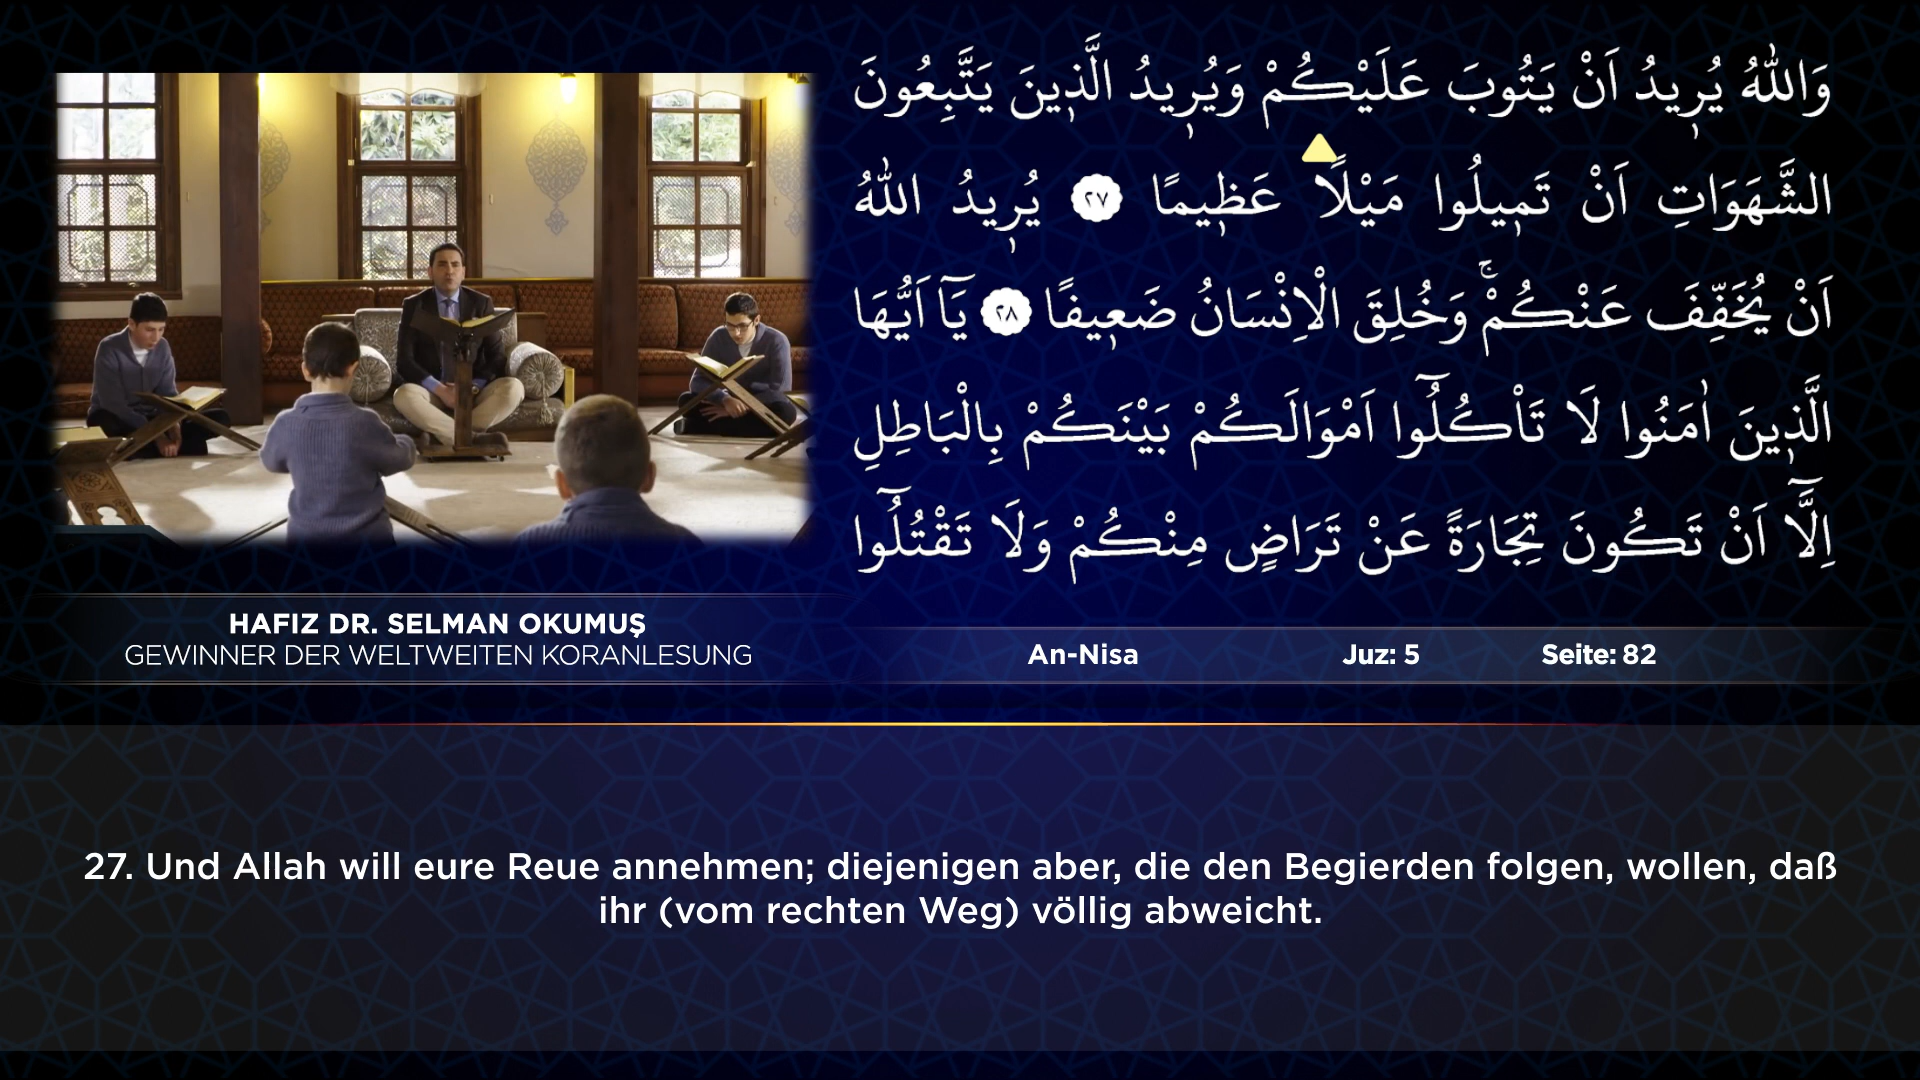 وَاللّٰهُ يُرِيدُ اَنْ يَتُوبَ عَلَيْكُمْ وَيُرِيدُ الَّذِينَ يَتَّبِعُونَ
الشَّهَوَاتِ اَنْ تَمِيلُوا مَيْلًا عَظِيمًا ﴿٢٧﴾ يُرِيدُ اللّٰهُ
اَنْ يُخَفِّفَ عَنْكُمْۚ وَخُلِقَ الْاِنْسَانُ ضَعِيفًا ﴿٢٨﴾ يَٓا اَيُّهَا
الَّذِينَ اٰمَنُوا لَا تَاْكُلُٓوا اَمْوَالَكُمْ بَيْنَكُمْ بِالْبَاطِلِ
اِلَّٓا اَنْ تَكُونَ تِجَارَةً عَنْ تَرَاضٍ مِنْكُمْ وَلَا تَقْتُلُٓوا
HAFIZ DR. SELMAN OKUMUŞ
GEWINNER DER WELTWEITEN KORANLESUNG
An-Nisa Juz: 5 Seite: 82
27. Und Allah will eure Reue annehmen; diejenigen aber, die den Begierden folgen, wollen, daß
ihr (vom rechten Weg) völlig abweicht.